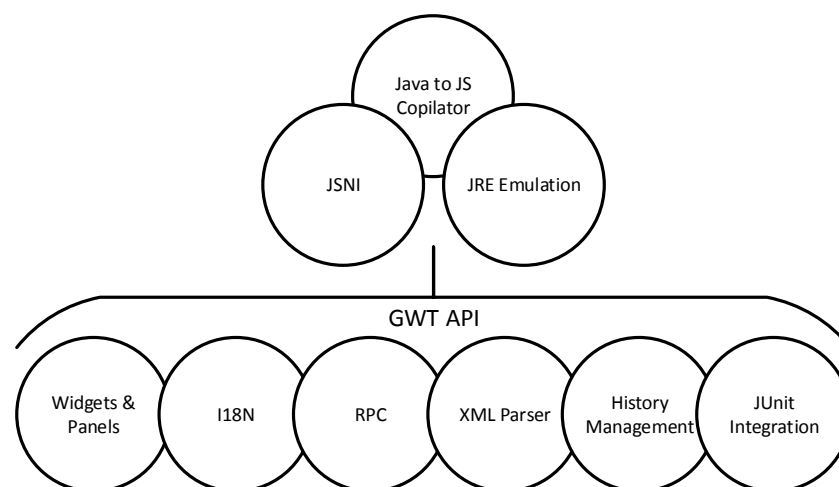 Java to JS
Copilator
JSNI
JRE Emulation
GWT API
Widgets &
Panels
I18N
RPC
XML Parser
History
Management
JUnit
Integration